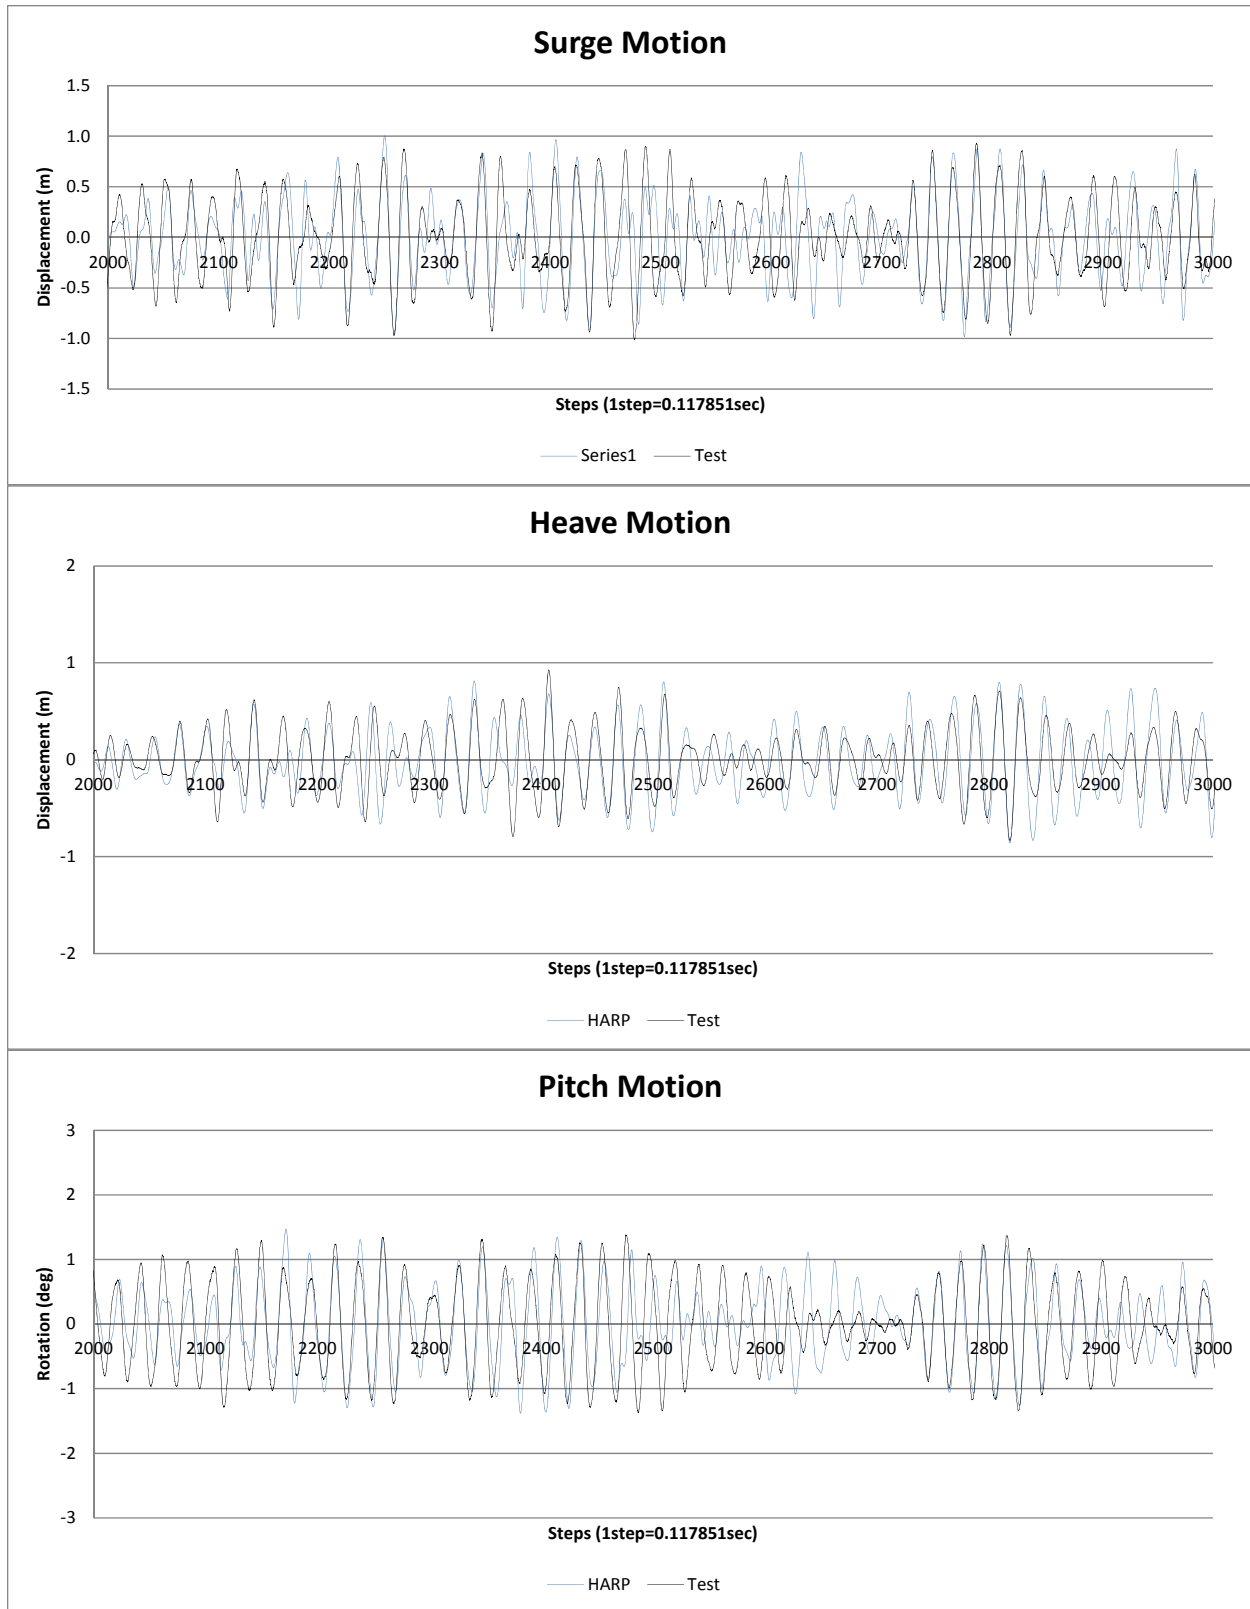 Surge Motion
1.5
1.0
0.5
0.0
-0.5
-1.0
-1.5
Displacement (m)
2000 2100 2200 2300 2400 2500 2600 2700 2800 2900 3000
Steps (1step=0.117851sec)
Series1 Test
Heave Motion
2
1
0
-1
-2
Displacement (m)
2000 2100 2200 2300 2400 2500 2600 2700 2800 2900 3000
Steps (1step=0.117851sec)
HARP Test
Pitch Motion
3
2
1
0
-1
-2
-3
Rotation (deg)
2000 2100 2200 2300 2400 2500 2600 2700 2800 2900 3000
Steps (1step=0.117851sec)
HARP Test